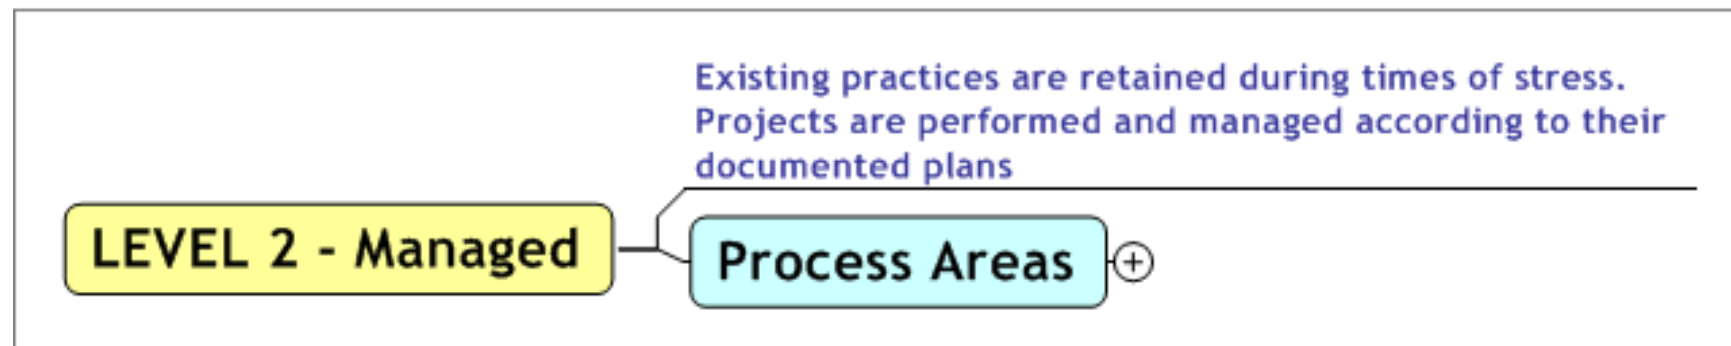 Existing practices are retained during times of stress.
Projects are performed and managed according to their
documented plans
LEVEL 2 - Managed
Process Areas